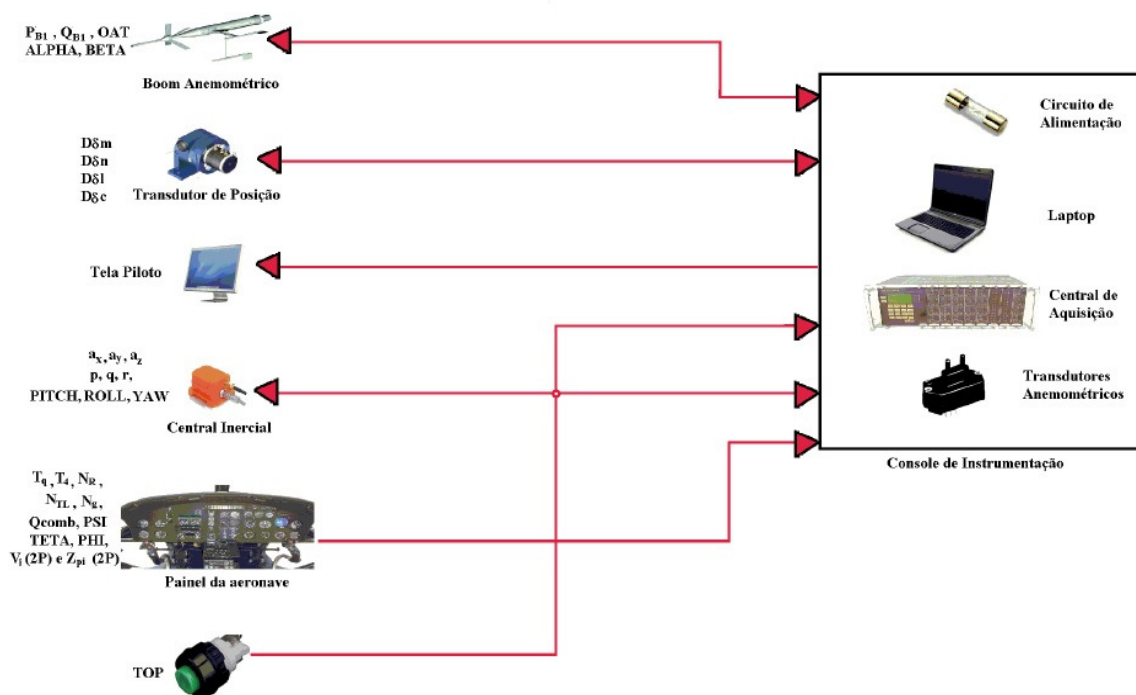 P_B1 , Q_B1 , OAT
ALPHA, BETA
Boom Anemométrico
Dδm
Dδn
Dδl
Dδc
Transdutor de Posição
Tela Piloto
a_x, a_y, a_z
p, q, r,
PITCH, ROLL, YAW
Central Inercial
T_q , T_4 , N_R ,
N_TL , N_g ,
Qcomb, PSI
TETA, PHI,
V_i (2P) e Z_pi (2P)
Painel da aeronave
TOP
Circuito de
Alimentação
Laptop
Central de
Aquisição
Transdutores
Anemométricos
Console de Instrumentação